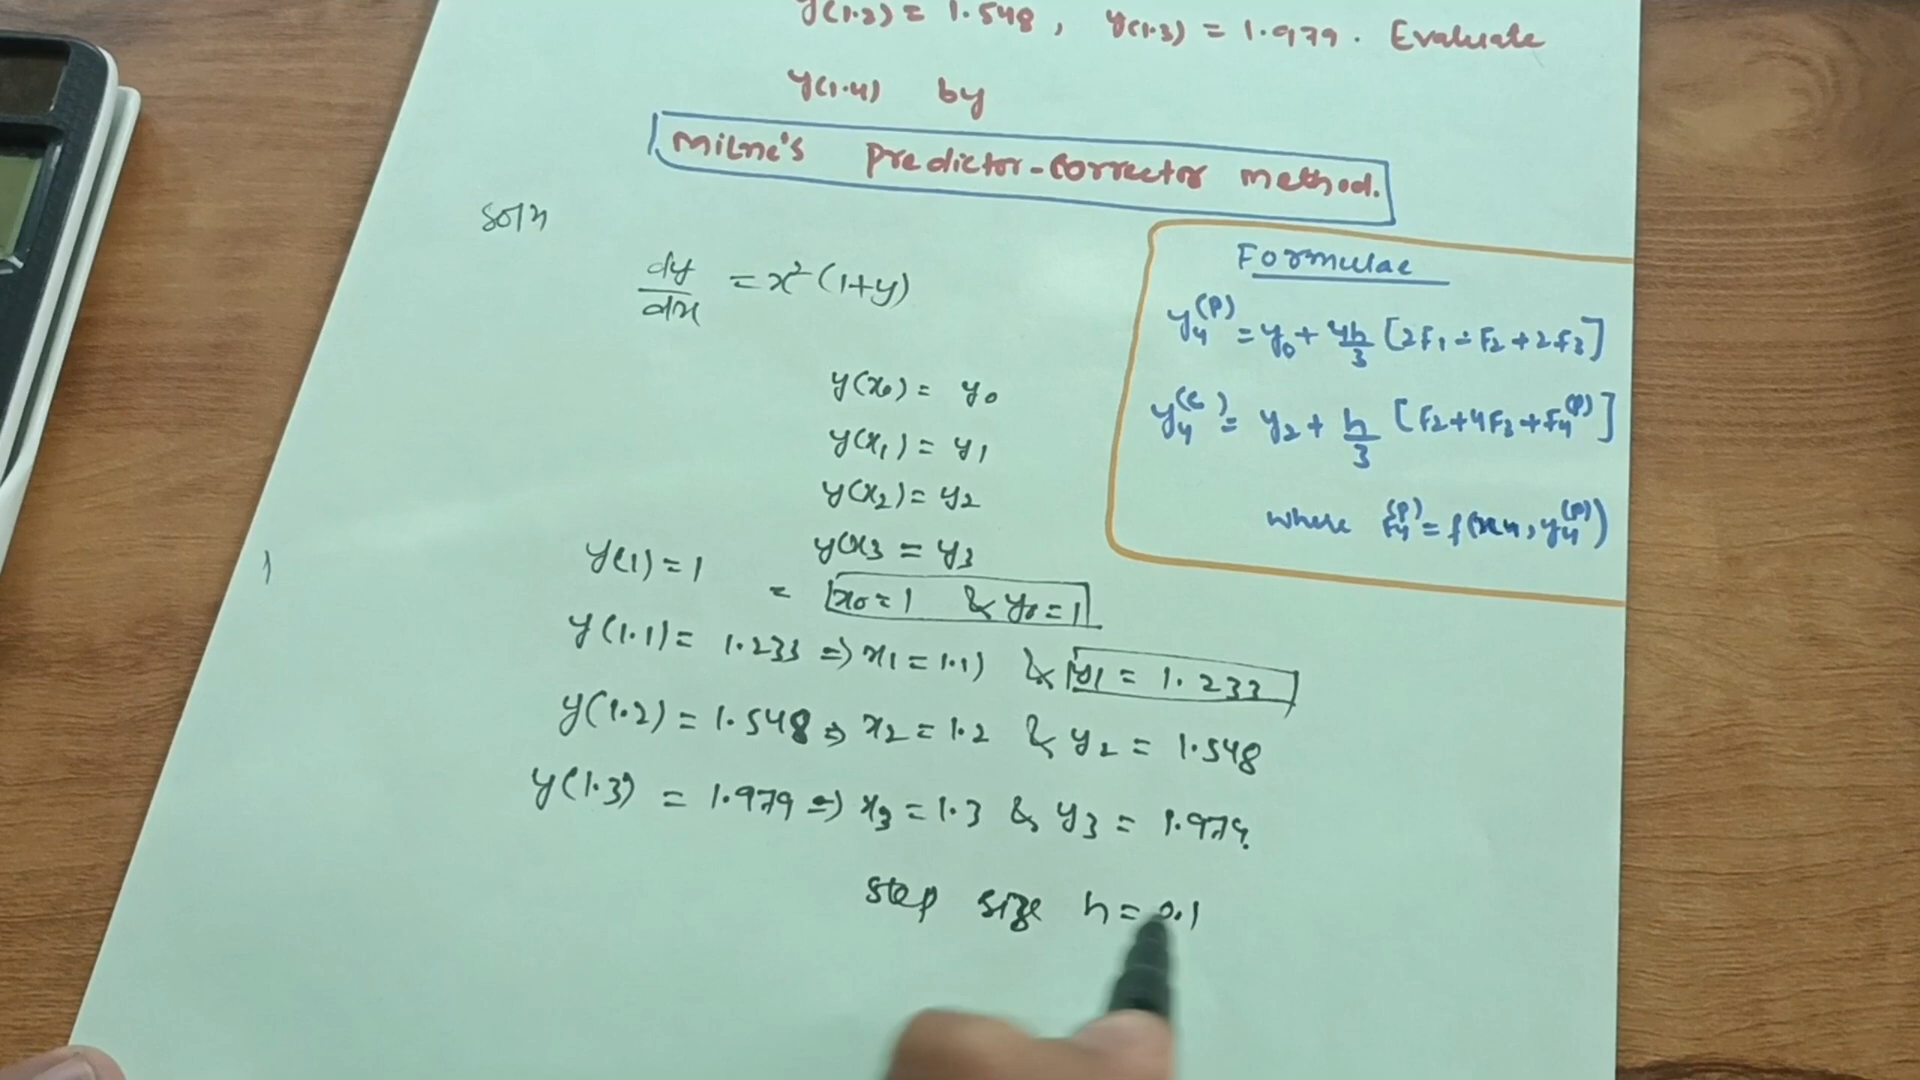 y(1.2) = 1.548, y(1.3) = 1.979. Evaluate
y(1.4) by
Milne's Predictor-Corrector method.
Soln
dy/dx = x²(1+y)
y(x₀) = y₀
y(x₁) = y₁
y(x₂) = y₂
y(x₃ = y₃
y(1) = 1 = x₀ = 1 & y₀ = 1
y(1.1) = 1.233 ⇒ x₁ = 1.1) & y₁ = 1.233
y(1.2) = 1.548 ⇒ x₂ = 1.2 & y₂ = 1.548
y(1.3) = 1.979 ⇒ x₃ = 1.3 & y₃ = 1.979.
Step size h = 0.1
Formulae
y₄⁽ᴾ⁾ = y₀ + 4h/3 [2F₁ - F₂ + 2F₃]
y₄⁽ᶜ⁾ = y₂ + h/3 [F₂ + 4F₃ + F₄⁽ᴾ⁾]
where F₄⁽ᴾ⁾ = f(x₄, y₄⁽ᴾ⁾)